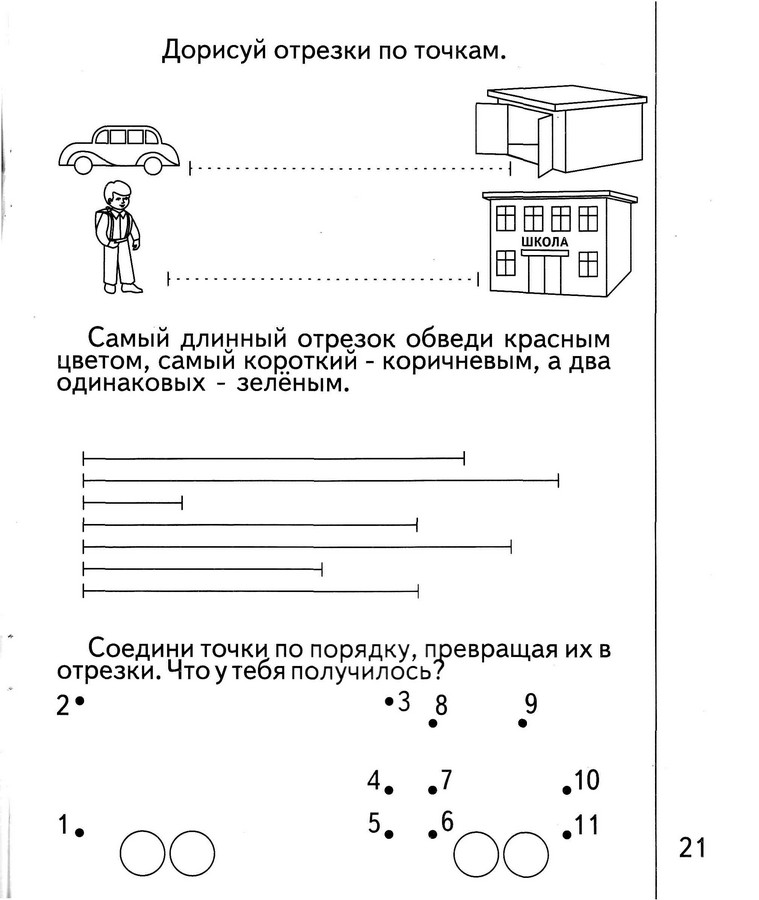 Дорисуй отрезки по точкам.
ШКОЛА
Самый длинный отрезок обведи красным
цветом, самый короткий - коричневым, а два
одинаковых - зелёным.
Соедини точки по порядку, превращая их в
отрезки. Что у тебя получилось?
2 3 8 9
4 7 10
1 5 6 11
21